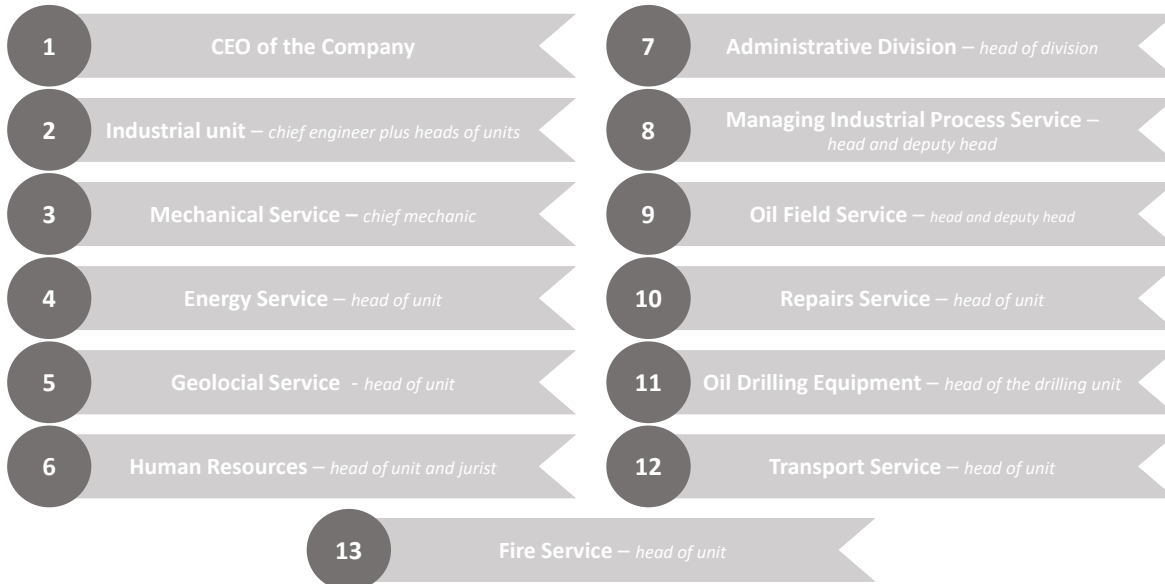 1
CEO of the Company
2
Industrial unit – chief engineer plus heads of units
3
Mechanical Service – chief mechanic
4
Energy Service – head of unit
5
Geolocial Service - head of unit
6
Human Resources – head of unit and jurist
7
Administrative Division – head of division
8
Managing Industrial Process Service –
head and deputy head
9
Oil Field Service – head and deputy head
10
Repairs Service – head of unit
11
Oil Drilling Equipment – head of the drilling unit
12
Transport Service – head of unit
13
Fire Service – head of unit